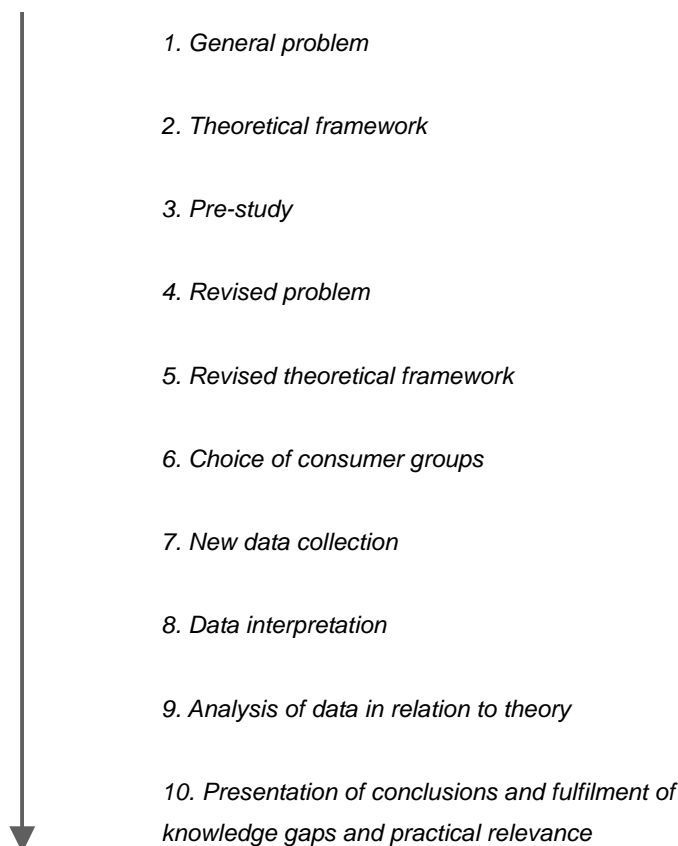 1. General problem
2. Theoretical framework
3. Pre-study
4. Revised problem
5. Revised theoretical framework
6. Choice of consumer groups
7. New data collection
8. Data interpretation
9. Analysis of data in relation to theory
10. Presentation of conclusions and fulfilment of
knowledge gaps and practical relevance